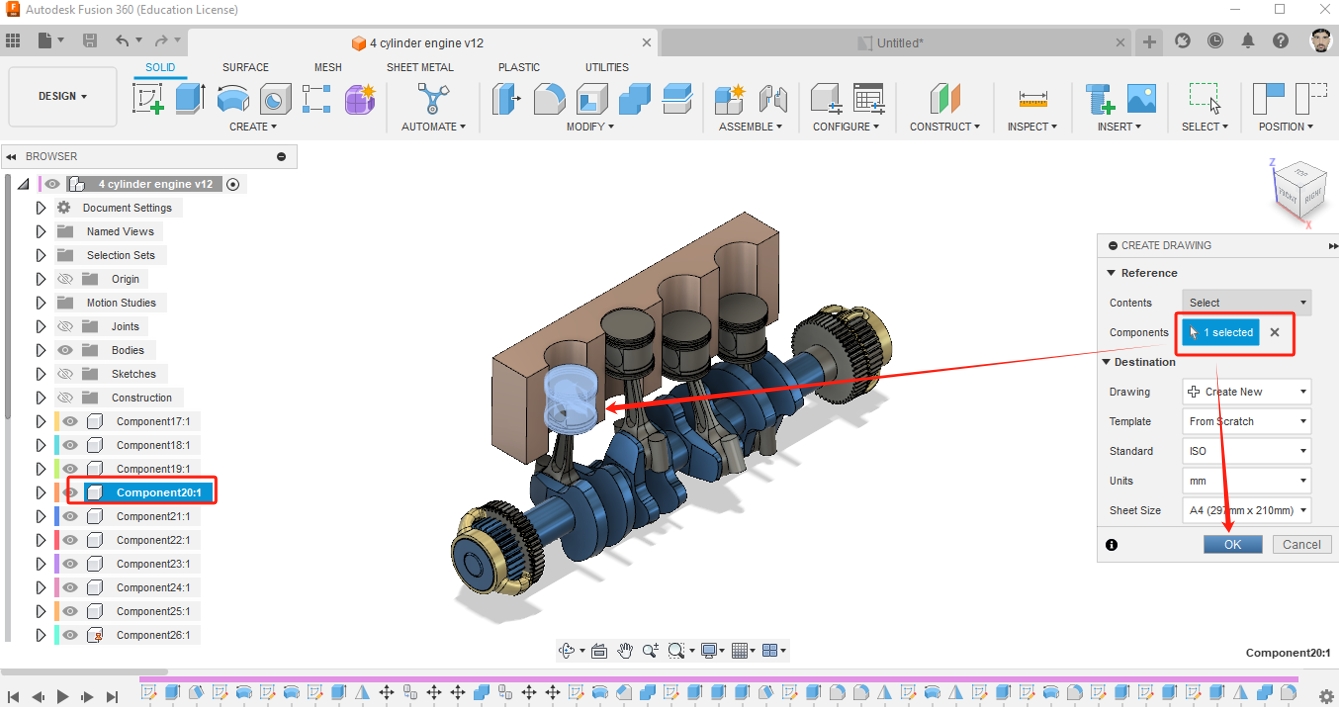 Autodesk Fusion 360 (Education License)
4 cylinder engine v12
Untitled*
DESIGN
SOLID SURFACE MESH SHEET METAL PLASTIC UTILITIES
CREATE AUTOMATE MODIFY ASSEMBLE CONFIGURE CONSTRUCT INSPECT INSERT SELECT POSITION
BROWSER
4 cylinder engine v12
Document Settings
Named Views
Selection Sets
Origin
Motion Studies
Joints
Bodies
Sketches
Construction
Component17:1
Component18:1
Component19:1
Component20:1
Component21:1
Component22:1
Component23:1
Component24:1
Component25:1
Component26:1
Z
TOP
FRONT
RIGHT
X
CREATE DRAWING
Reference
Contents Select
Components 1 selected
Destination
Drawing Create New
Template From Scratch
Standard ISO
Units mm
Sheet Size A4 (297mm x 210mm)
OK Cancel
Component20:1